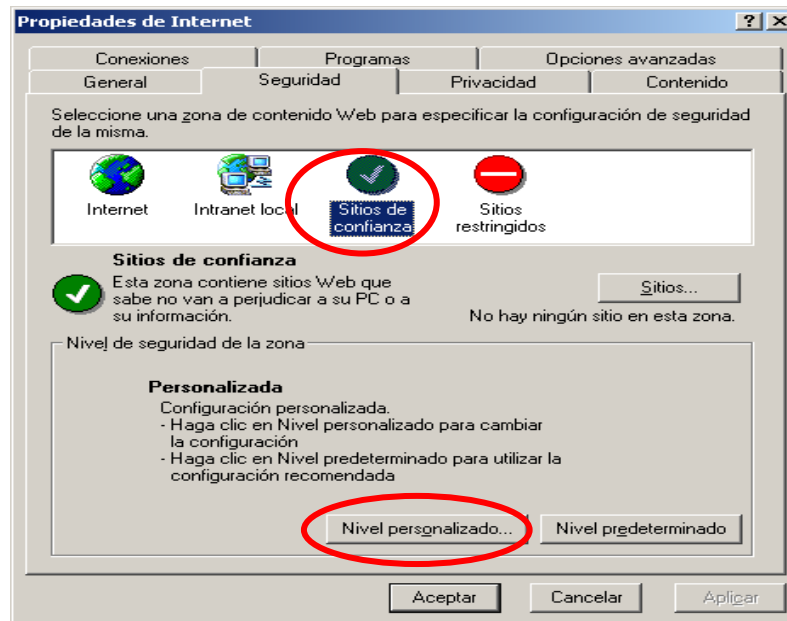 Propiedades de Internet
Conexiones Programas Opciones avanzadas
General Seguridad Privacidad Contenido
Seleccione una zona de contenido Web para especificar la configuración de seguridad
de la misma.
Internet Intranet local Sitios de confianza Sitios restringidos
Sitios de confianza
Esta zona contiene sitios Web que
sabe no van a perjudicar a su PC o a
su información.
Sitios...
No hay ningún sitio en esta zona.
Nivel de seguridad de la zona
Personalizada
Configuración personalizada.
- Haga clic en Nivel personalizado para cambiar
la configuración
- Haga clic en Nivel predeterminado para utilizar la
configuración recomendada
Nivel personalizado... Nivel predeterminado
Aceptar Cancelar Aplicar